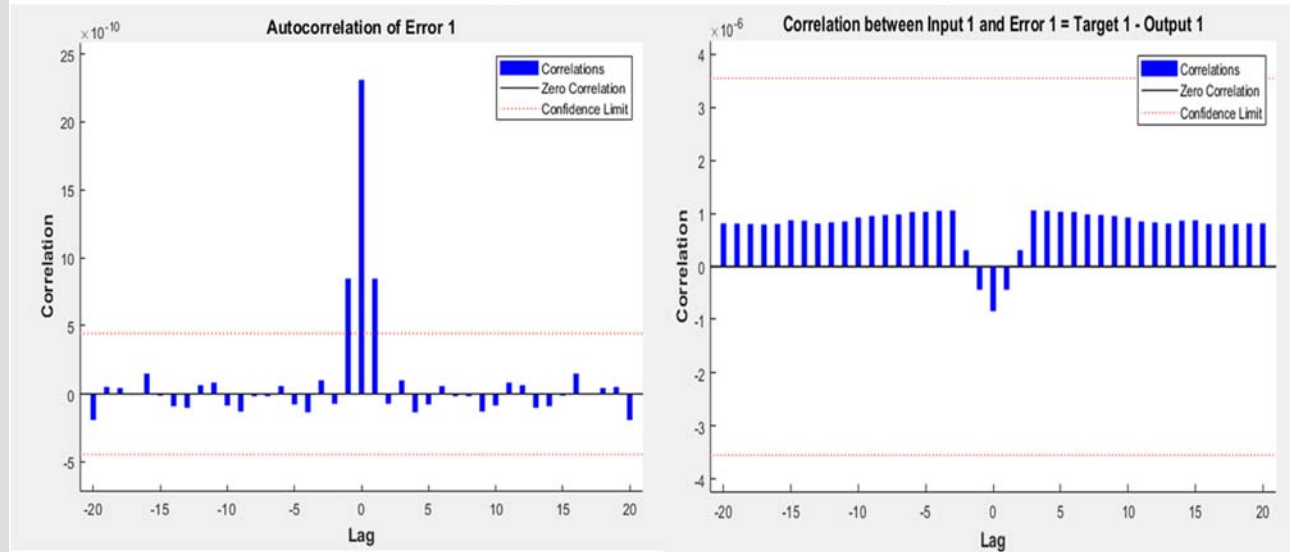 Autocorrelation of Error 1
×10-10
25
20
15
10
5
0
-5
Correlation
Correlations
Zero Correlation
Confidence Limit
-20 -15 -10 -5 0 5 10 15 20
Lag
Correlation between Input 1 and Error 1 = Target 1 - Output 1
×10-6
4
3
2
1
0
-1
-2
-3
-4
Correlation
Correlations
Zero Correlation
Confidence Limit
-20 -15 -10 -5 0 5 10 15 20
Lag